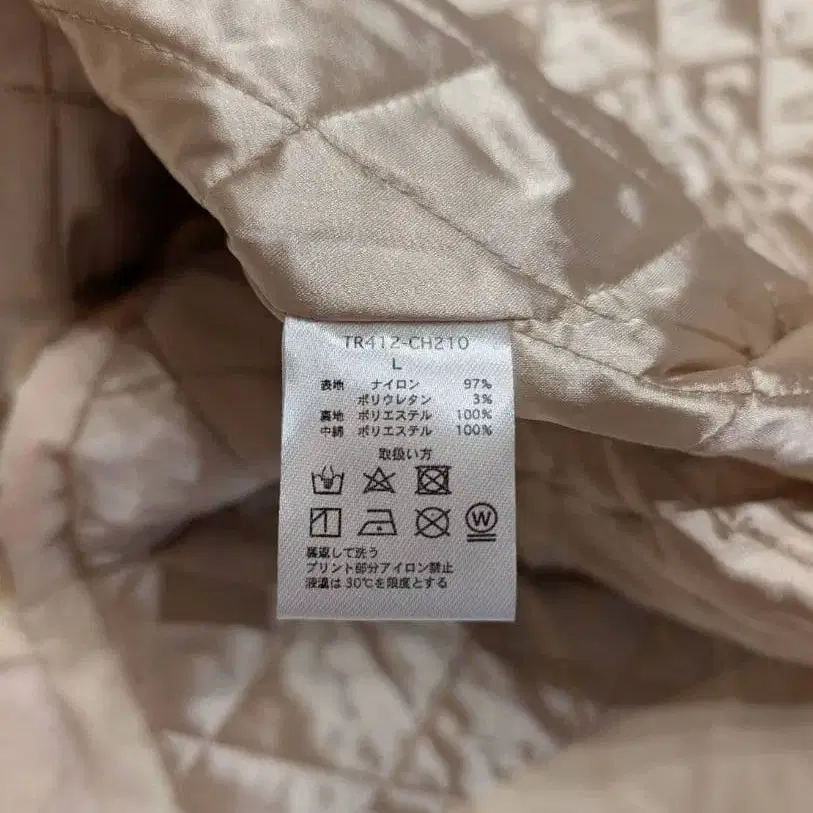 TR412-CH210
L
表地 ナイロン 97%
ポリウレタン 3%
裏地 ポリエステル 100%
中綿 ポリエステル 100%
取扱い方
W
裏返して洗う
プリント部分アイロン禁止
液温は30℃を限度とする